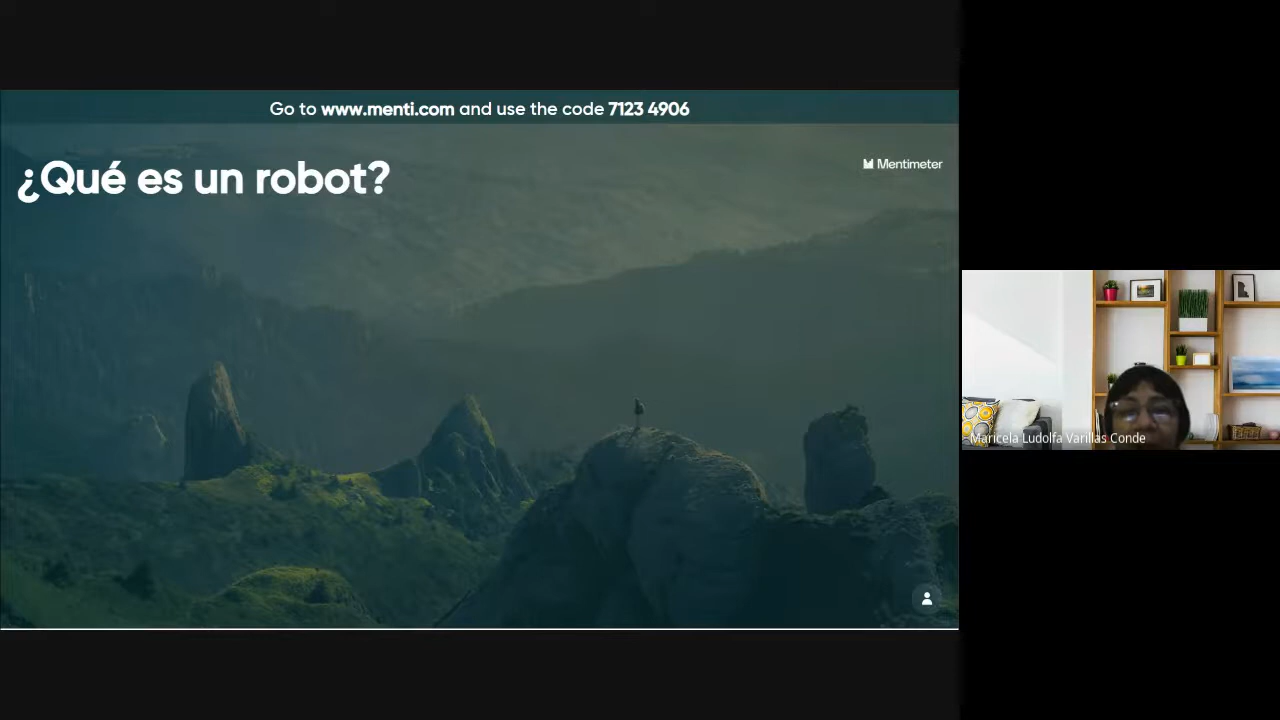 Go to www.menti.com and use the code 7123 4906
¿Qué es un robot?
Mentimeter
Maricela Ludolfa Varillas Conde